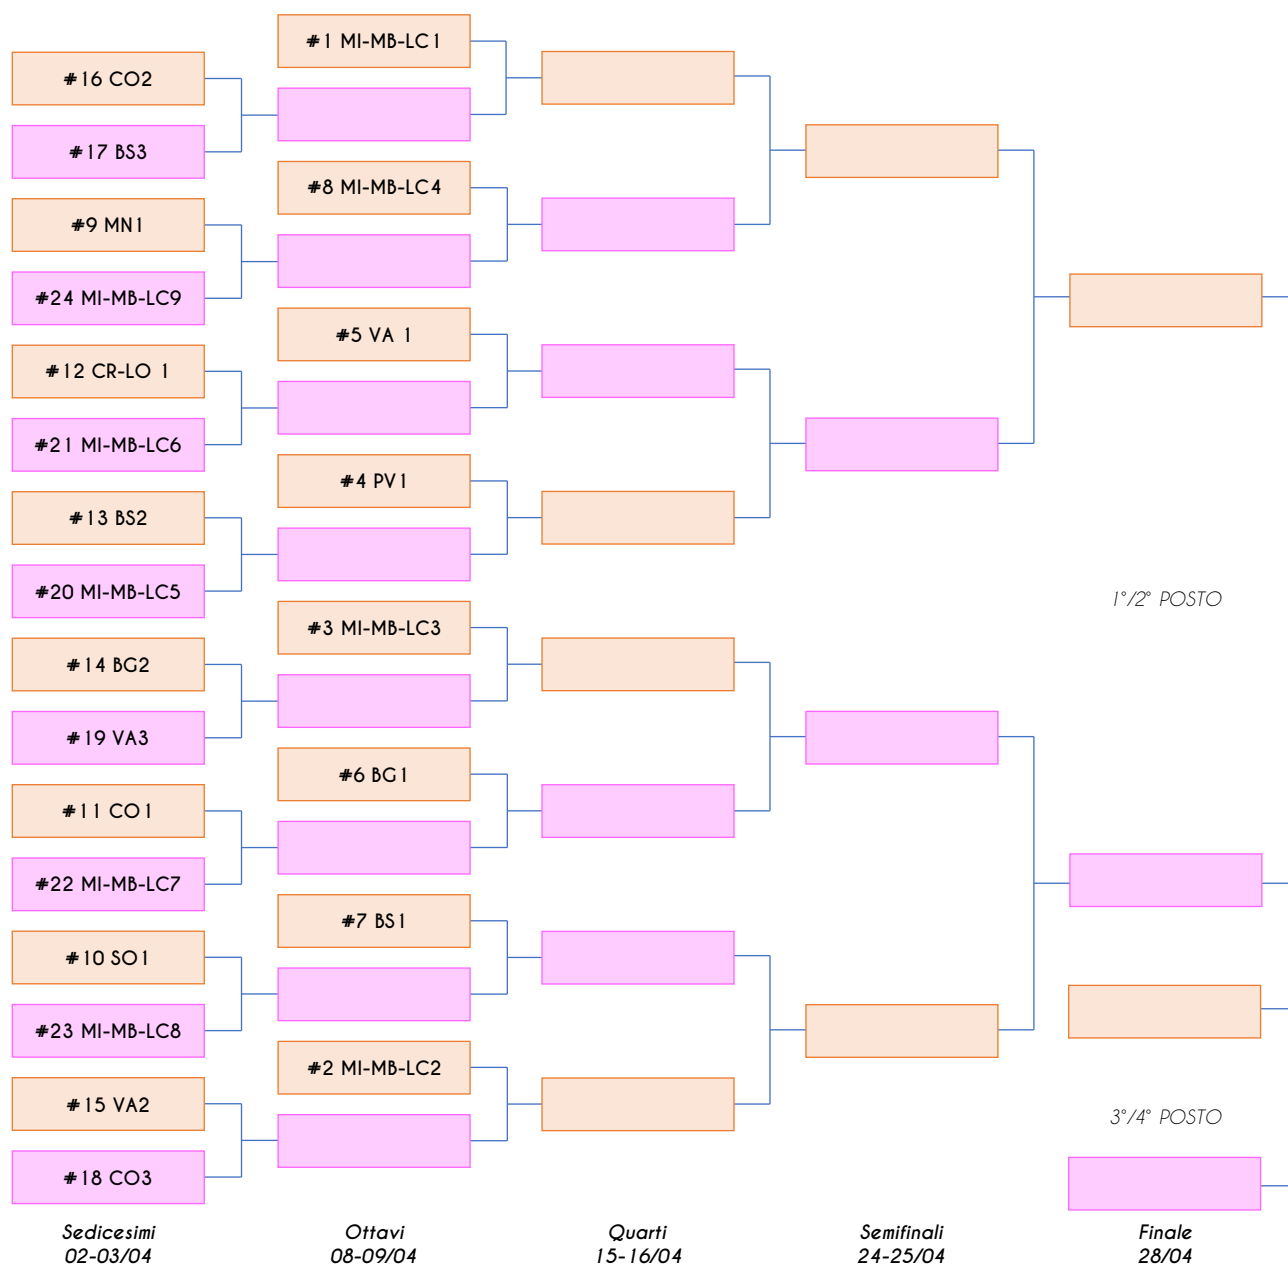 #16 CO2
#17 BS3
#9 MN1
#24 MI-MB-LC9
#12 CR-LO 1
#21 MI-MB-LC6
#13 BS2
#20 MI-MB-LC5
#14 BG2
#19 VA3
#11 CO1
#22 MI-MB-LC7
#10 SO1
#23 MI-MB-LC8
#15 VA2
#18 CO3
Sedicesimi
02-03/04
#1 MI-MB-LC1
#8 MI-MB-LC4
#5 VA 1
#4 PV1
#3 MI-MB-LC3
#6 BG1
#7 BS1
#2 MI-MB-LC2
Ottavi
08-09/04
Quarti
15-16/04
Semifinali
24-25/04
1°/2° POSTO
3°/4° POSTO
Finale
28/04